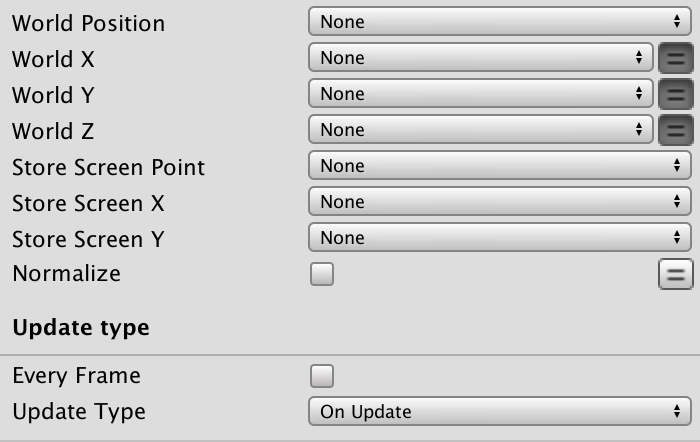 World Position None
World X None
World Y None
World Z None
Store Screen Point None
Store Screen X None
Store Screen Y None
Normalize
Update type
Every Frame
Update Type On Update